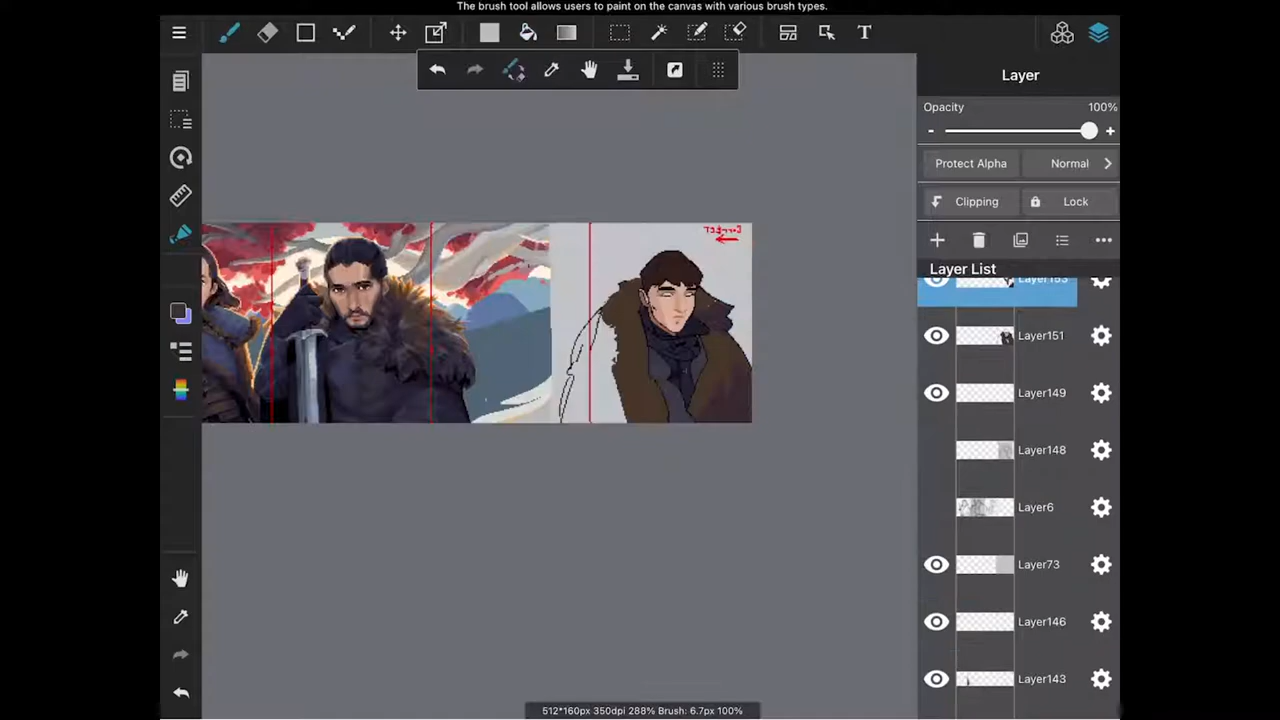 The brush tool allows users to paint on the canvas with various brush types.
T
Layer
Opacity 100%
- +
Protect Alpha Normal
Clipping Lock
Layer List
Layer153
Layer151
Layer149
Layer148
Layer6
Layer73
Layer146
Layer143
512*160px 350dpi 288% Brush: 6.7px 100%